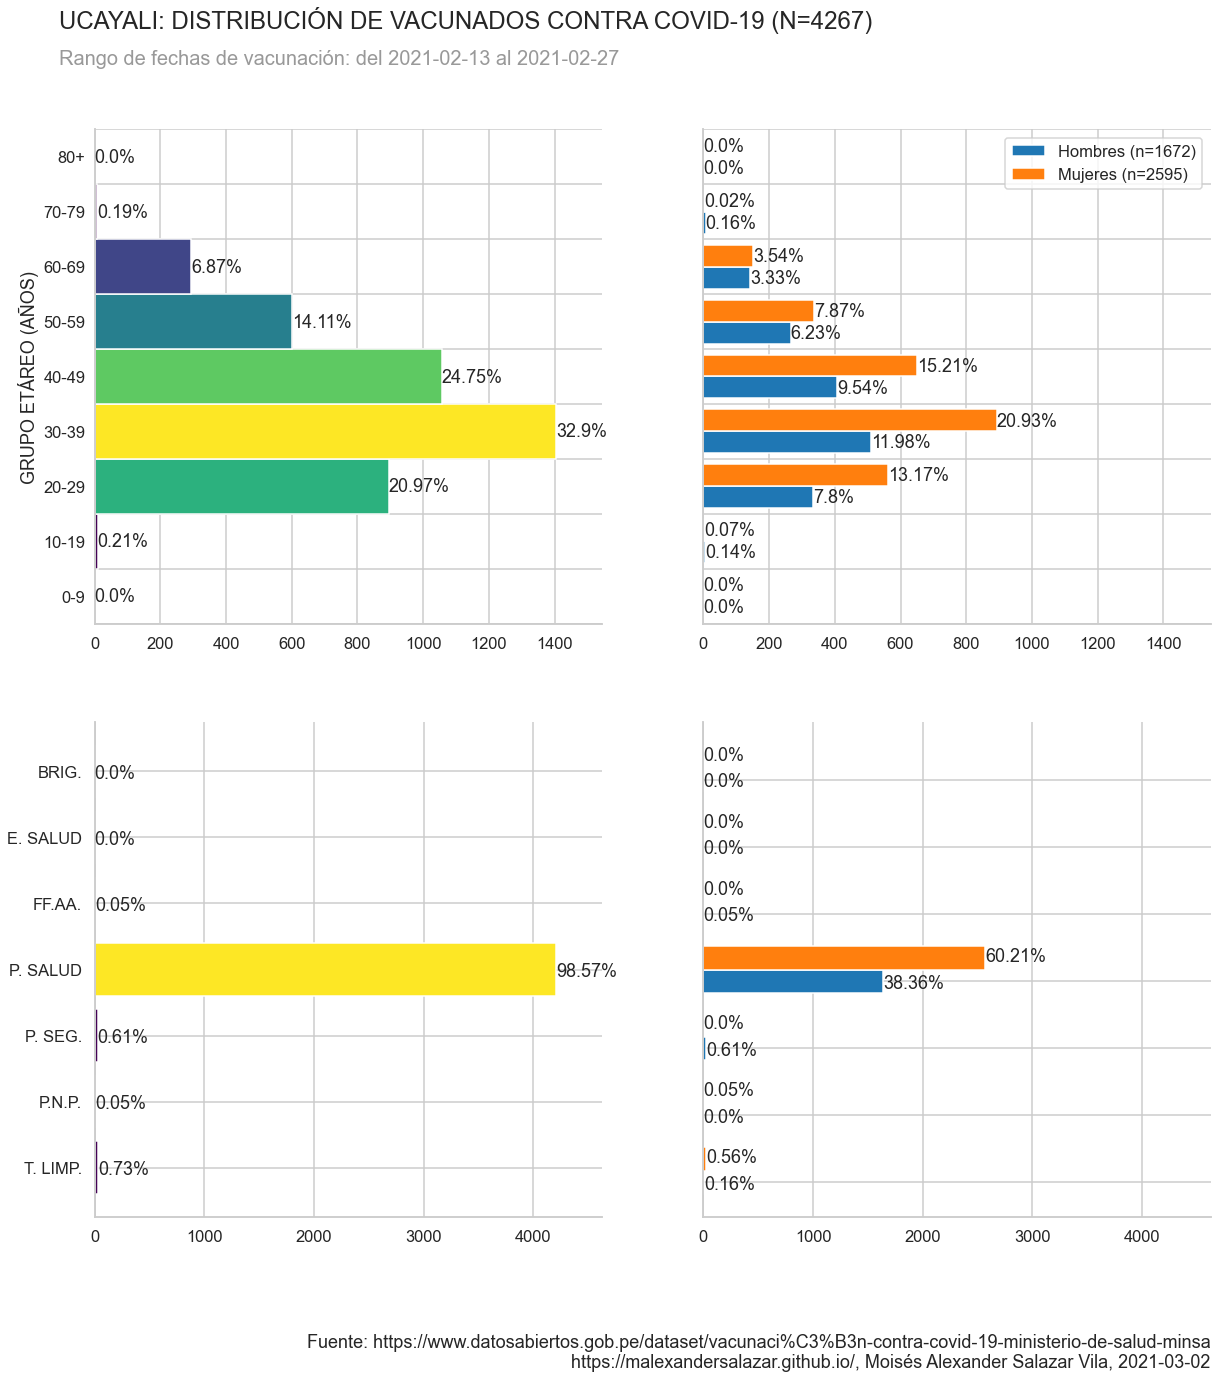 UCAYALI: DISTRIBUCIÓN DE VACUNADOS CONTRA COVID-19 (N=4267)
Rango de fechas de vacunación: del 2021-02-13 al 2021-02-27
GRUPO ETÁREO (AÑOS)
80+ 0.0%
70-79 0.19%
60-69 6.87%
50-59 14.11%
40-49 24.75%
30-39 32.9%
20-29 20.97%
10-19 0.21%
0-9 0.0%
0 200 400 600 800 1000 1200 1400
Hombres (n=1672)
Mujeres (n=2595)
0.0%
0.0%
0.02%
0.16%
3.54%
3.33%
7.87%
6.23%
15.21%
9.54%
20.93%
11.98%
13.17%
7.8%
0.07%
0.14%
0.0%
0.0%
0 200 400 600 800 1000 1200 1400
BRIG. 0.0%
E. SALUD 0.0%
FF.AA. 0.05%
P. SALUD 98.57%
P. SEG. 0.61%
P.N.P. 0.05%
T. LIMP. 0.73%
0 1000 2000 3000 4000
0.0%
0.0%
0.0%
0.0%
0.0%
0.05%
60.21%
38.36%
0.0%
0.61%
0.05%
0.0%
0.56%
0.16%
0 1000 2000 3000 4000
Fuente: https://www.datosabiertos.gob.pe/dataset/vacunaci%C3%B3n-contra-covid-19-ministerio-de-salud-minsa
https://malexandersalazar.github.io/, Moisés Alexander Salazar Vila, 2021-03-02